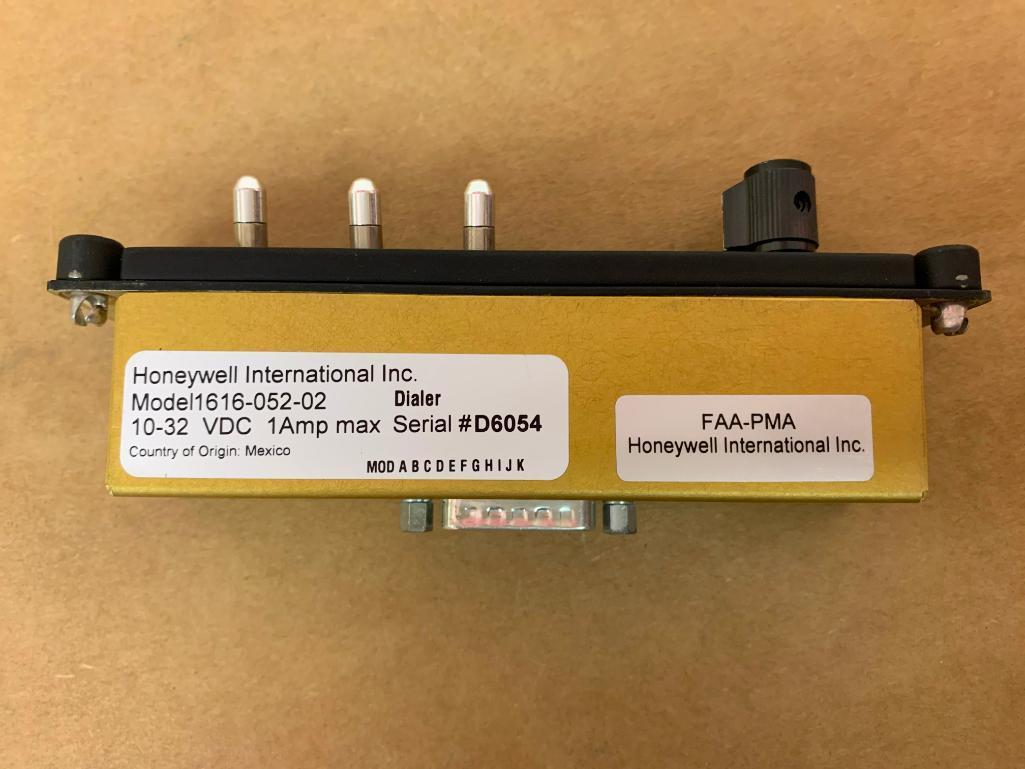 Honeywell International Inc.
Model1616-052-02 Dialer
10-32 VDC 1Amp max Serial #D6054
Country of Origin: Mexico
MOD A B C D E F G H I J K
FAA-PMA
Honeywell International Inc.